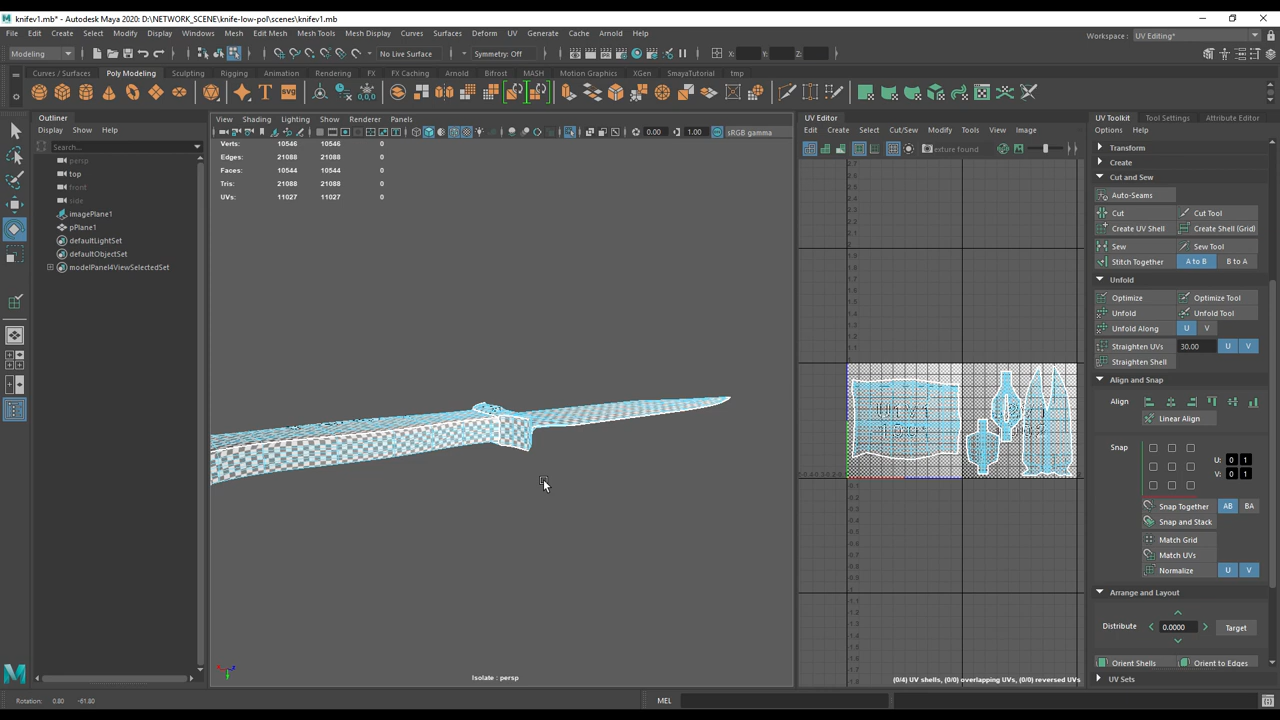 knifev1.mb* - Autodesk Maya 2020: D:\NETWORK_SCENE\knife-low-pol\scenes\knifev1.mb
File Edit Create Select Modify Display Windows Mesh Edit Mesh Mesh Tools Mesh Display Curves Surfaces Deform UV Generate Cache Arnold Help
Workspace : UV Editing*
Modeling
No Live Surface
Symmetry: Off
X:
Y:
Z:
Curves / Surfaces Poly Modeling Sculpting Rigging Animation Rendering FX FX Caching Arnold Bifrost MASH Motion Graphics XGen SmayaTutorial tmp
Outliner
Display Show Help
Search...
persp
top
front
side
imagePlane1
pPlane1
defaultLightSet
defaultObjectSet
modelPanel4ViewSelectedSet
View Shading Lighting Show Renderer Panels
0.00
1.00
sRGB gamma
Verts: 10546 10546 0
Edges: 21088 21088 0
Faces: 10544 10544 0
Tris: 21088 21088 0
UVs: 11027 11027 0
Isolate : persp
UV Editor
Edit Create Select Cut/Sew Modify Tools View Image
exture found
(0/4) UV shells, (0/0) overlapping UVs, (0/0) reversed UVs
UV Toolkit Tool Settings Attribute Editor
Options Help
Transform
Create
Cut and Sew
Auto-Seams
Cut Cut Tool
Create UV Shell Create Shell (Grid)
Sew Sew Tool
Stitch Together A to B B to A
Unfold
Optimize Optimize Tool
Unfold Unfold Tool
Unfold Along U V
Straighten UVs 30.00 U V
Straighten Shell
Align and Snap
Align
Linear Align
Snap
U: 0 1
V: 0 1
Snap Together AB BA
Snap and Stack
Match Grid
Match UVs
Normalize U V
Arrange and Layout
Distribute 0.0000 Target
Orient Shells Orient to Edges
UV Sets
Rotation: 0.80 -61.80
MEL